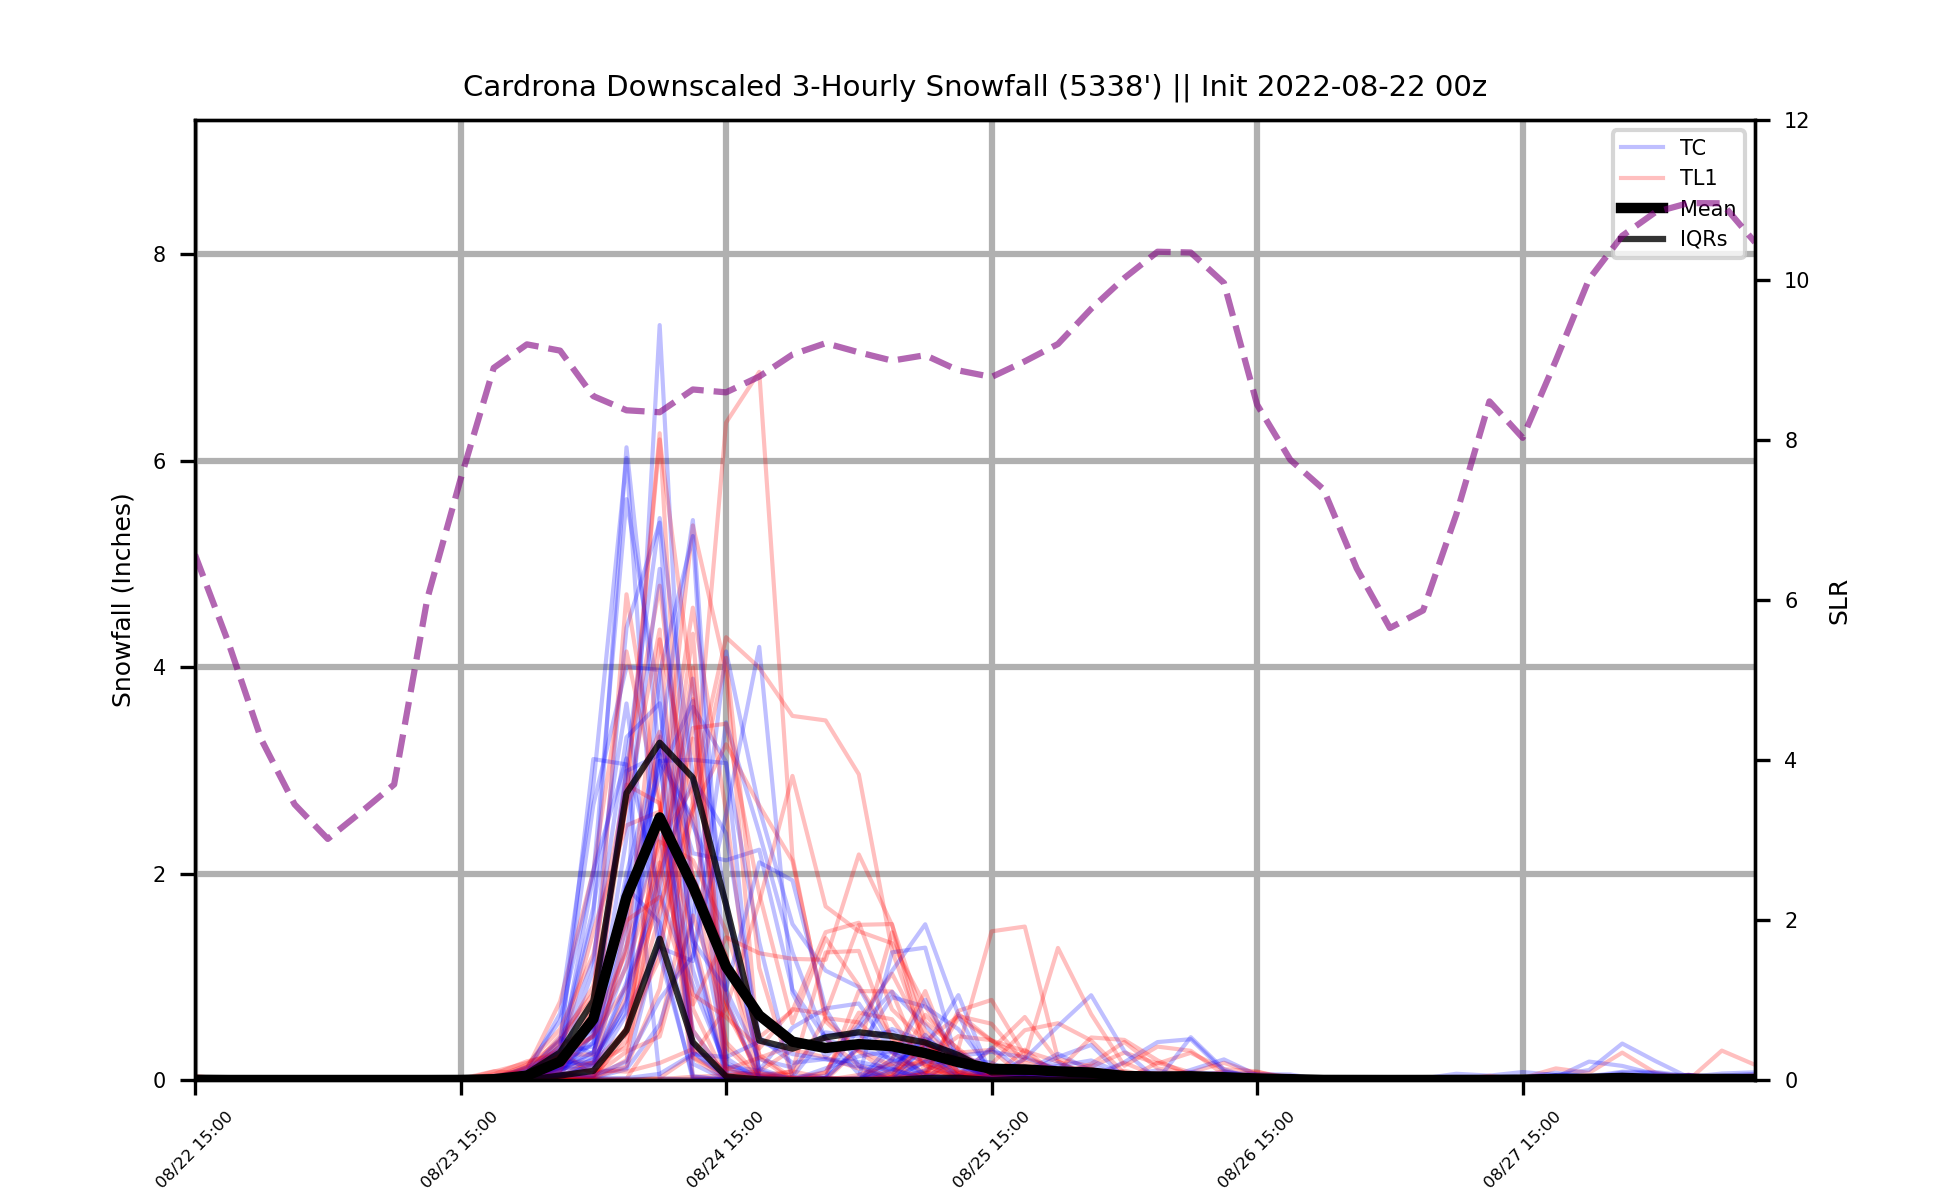 Cardrona Downscaled 3-Hourly Snowfall (5338') || Init 2022-08-22 00z
TC
TL1
Mean
IQRs
Snowfall (Inches)
8
6
4
2
0
12
10
8
6
4
2
0
SLR
08/22 15:00
08/23 15:00
08/24 15:00
08/25 15:00
08/26 15:00
08/27 15:00